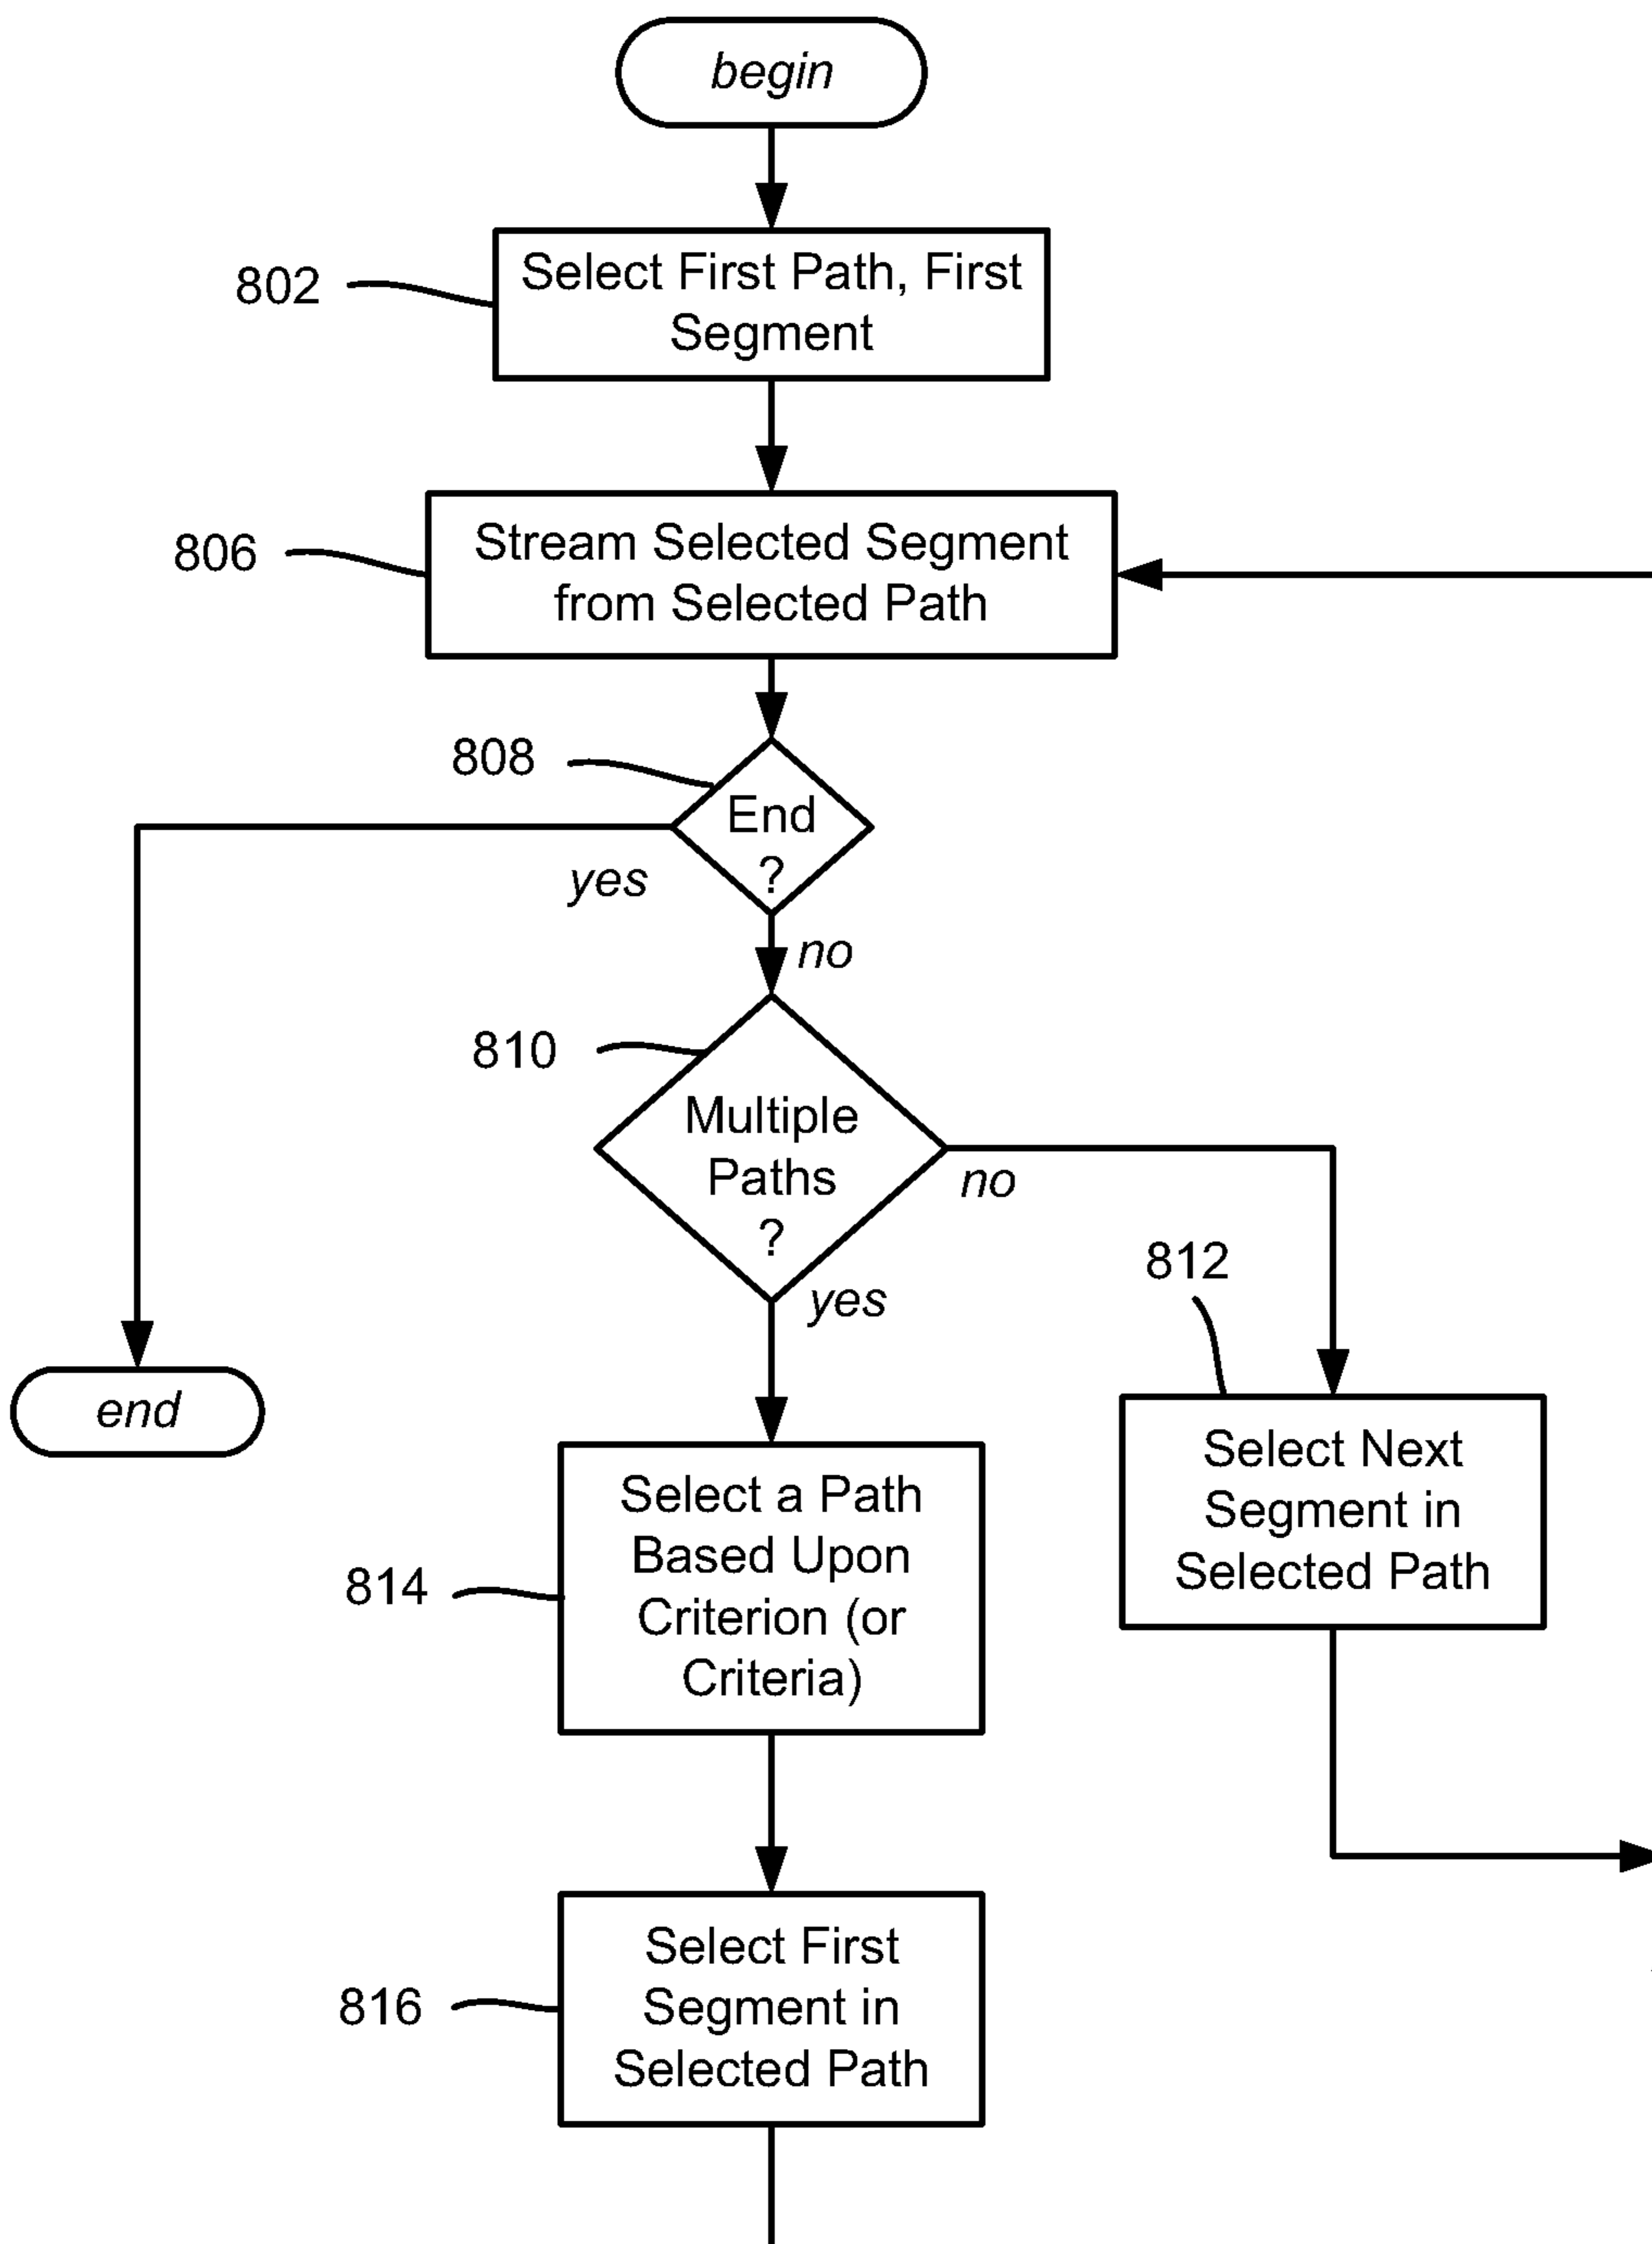 begin
802
Select First Path, First
Segment
806
Stream Selected Segment
from Selected Path
808
End
?
yes
no
810
Multiple
Paths
?
no
yes
812
end
Select Next
Segment in
Selected Path
814
Select a Path
Based Upon
Criterion (or
Criteria)
816
Select First
Segment in
Selected Path